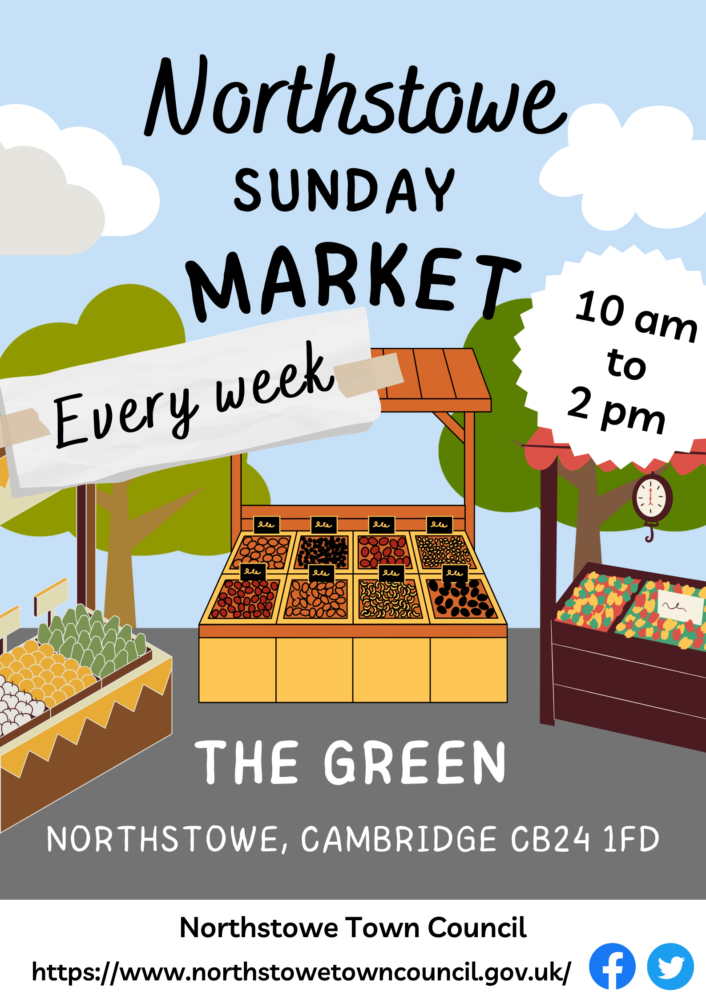 Northstowe
SUNDAY
MARKET
Every week
10 am
to
2 pm
THE GREEN
NORTHSTOWE, CAMBRIDGE CB24 1FD
Northstowe Town Council
https://www.northstowetowncouncil.gov.uk/